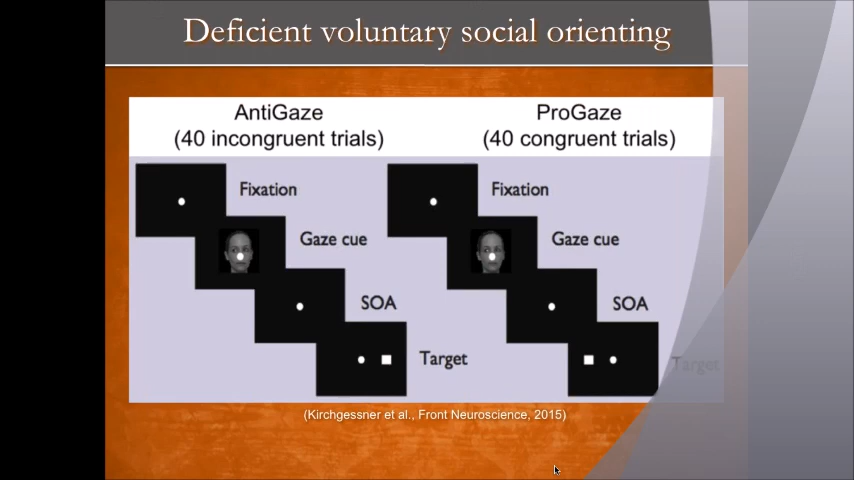 Deficient voluntary social orienting
AntiGaze
(40 incongruent trials)
Fixation
Gaze cue
SOA
Target
ProGaze
(40 congruent trials)
Fixation
Gaze cue
SOA
Target
(Kirchgessner et al., Front Neuroscience, 2015)